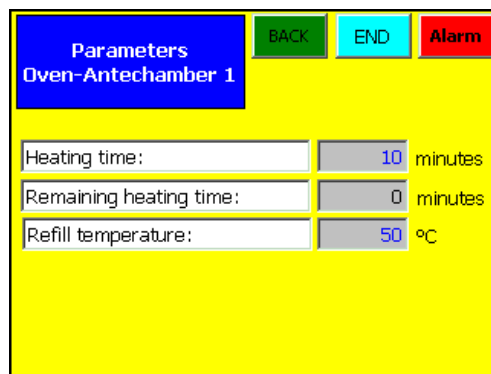 Parameters
Oven-Antechamber 1
BACK
END
Alarm
Heating time: 10 minutes
Remaining heating time: 0 minutes
Refill temperature: 50 ºC